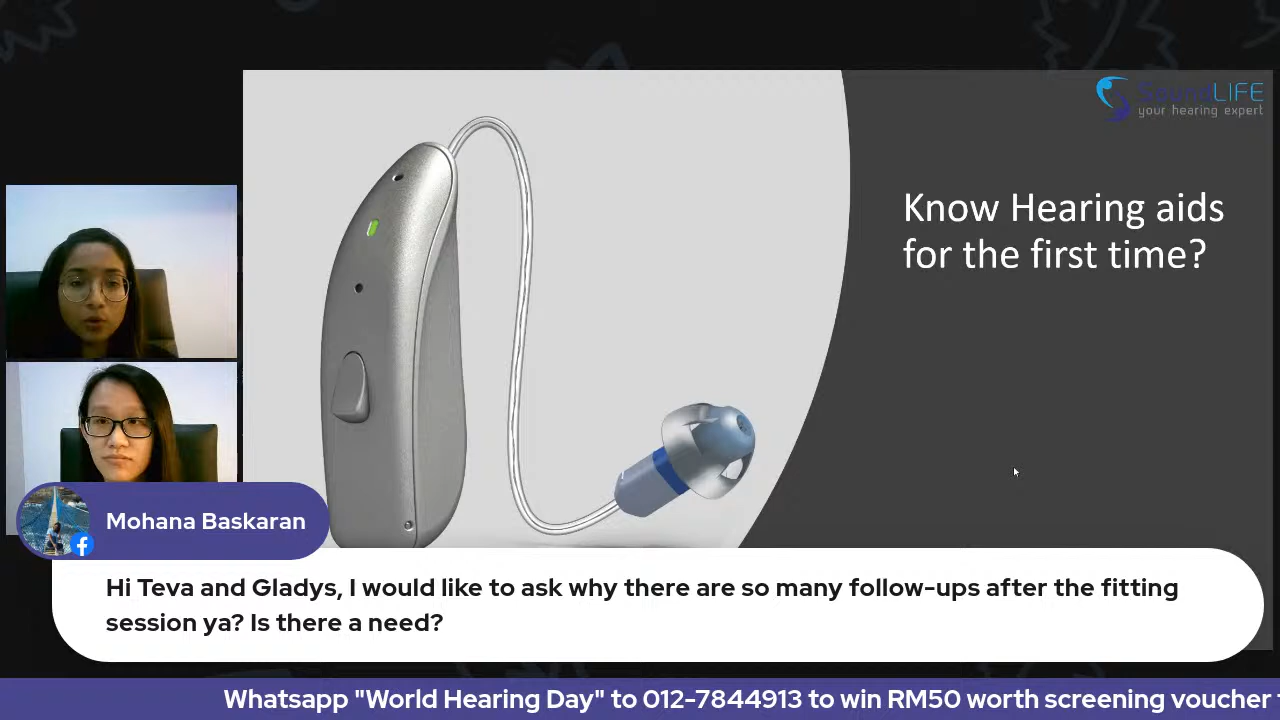 SoundLIFE
your hearing expert
Know Hearing aids
for the first time?
Mohana Baskaran
Hi Teva and Gladys, I would like to ask why there are so many follow-ups after the fitting
session ya? Is there a need?
Whatsapp "World Hearing Day" to 012-7844913 to win RM50 worth screening voucher